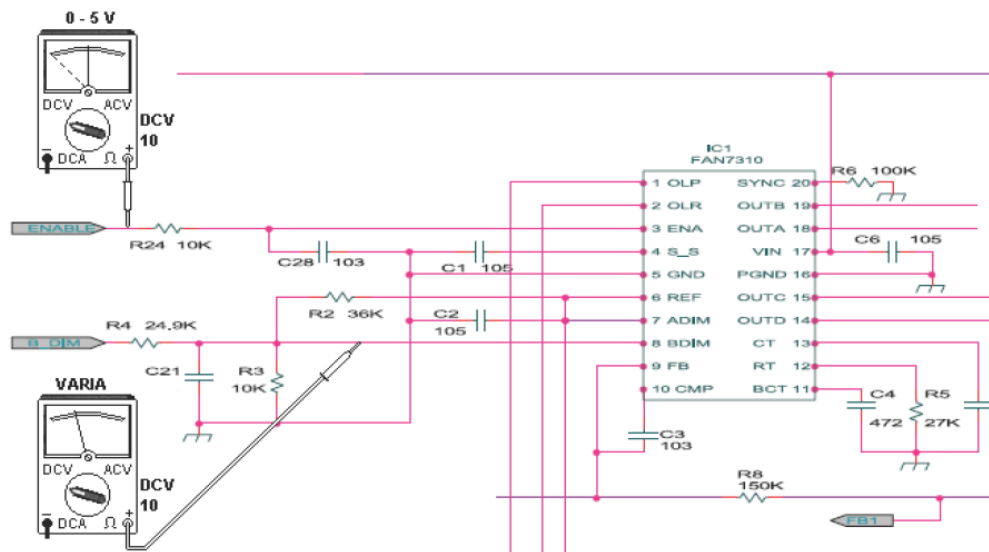 0 - 5 V
DCV ACV
DCV
10
DCA Ω +
ENABLE
R24 10K
C28 103
C1 105
R2 36K
C2
105
B_DIM
R4 24.9K
C21
R3
10K
VARIA
DCV ACV
DCV
10
DCA Ω +
IC1
FAN7310
1 OLP SYNC 20
2 OLR OUTB 19
3 ENA OUTA 18
4 S_S VIN 17
5 GND PGND 16
6 REF OUTC 15
7 ADIM OUTD 14
8 BDIM CT 13
9 FB RT 12
10 CMP BCT 11
R6 100K
C6 105
C4
472
R5
27K
C3
103
R8
150K
FB1